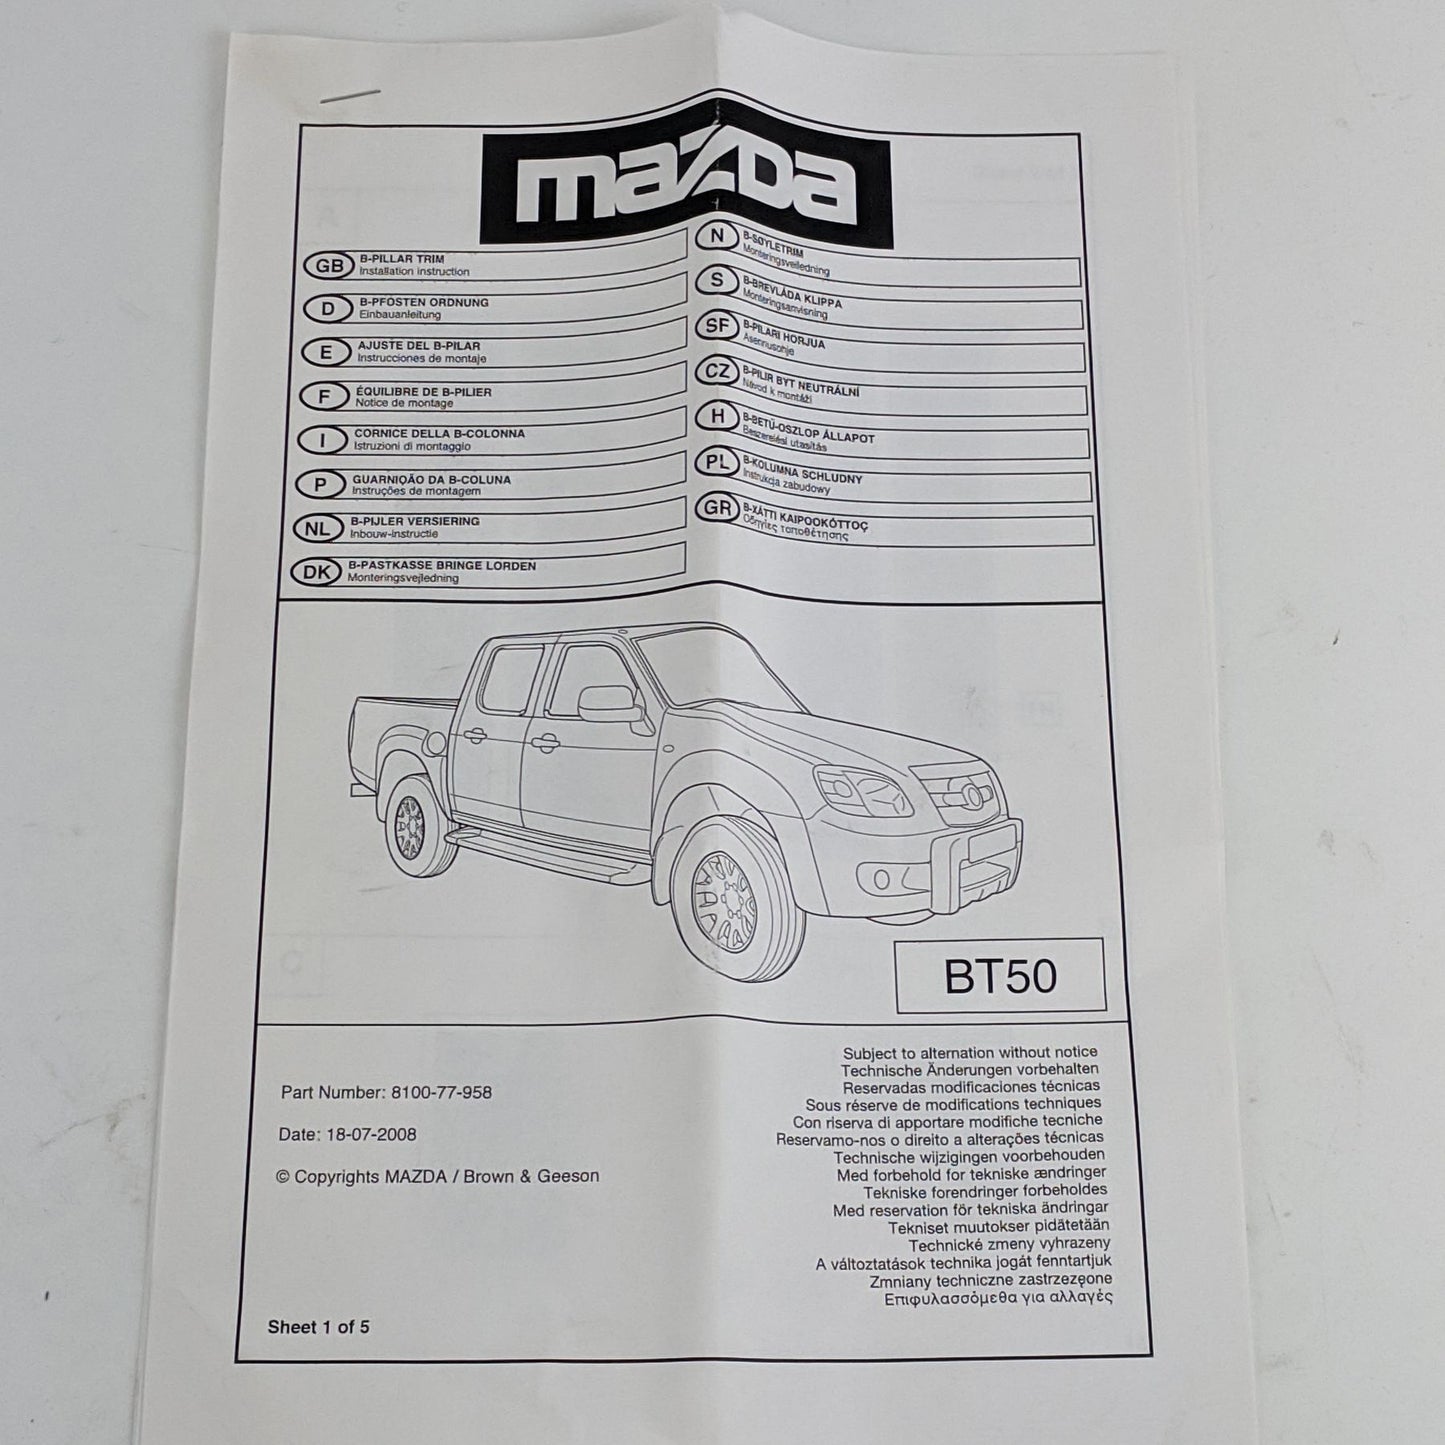 mazda
GB B-PILLAR TRIM
Installation instruction
D B-PFOSTEN ORDNUNG
Einbauanleitung
E AJUSTE DEL B-PILAR
Instrucciones de montaje
F ÉQUILIBRE DE B-PILIER
Notice de montage
I CORNICE DELLA B-COLONNA
Istruzioni di montaggio
P GUARNIÇÃO DA B-COLUNA
Instruções de montagem
NL B-PIJLER VERSIERING
Inbouw-instructie
DK B-PASTKASSE BRINGE LORDEN
Monteringsvejledning
N B-SØYLETRIM
Monteringsveiledning
S B-BREVLÅDA KLIPPA
Monteringsanvisning
SF B-PILARI HORJUA
Asennusohje
CZ B-PILIR BYT NEUTRÁLNÍ
Návod k montáži
H B-BETÜ-OSZLOP ÁLLAPOT
Beszerelési utasítás
PL B-KOLUMNA SCHLUDNY
Instrukcja zabudowy
GR B-ΧΆΤΤΙ ΚΑΙΡΟΟΚÓΤΤΟÇ
Οδηγίες τοποθέτησης
BT50
Part Number: 8100-77-958
Date: 18-07-2008
© Copyrights MAZDA / Brown & Geeson
Sheet 1 of 5
Subject to alternation without notice
Technische Änderungen vorbehalten
Reservadas modificaciones técnicas
Sous réserve de modifications techniques
Con riserva di apportare modifiche tecniche
Reservamo-nos o direito a alterações técnicas
Technische wijzigingen voorbehouden
Med forbehold for tekniske ændringer
Tekniske forendringer forbeholdes
Med reservation för tekniska ändringar
Tekniset muutokser pidätetään
Technické zmeny vyhrazeny
A változtatások technika jogát fenntartjuk
Zmniany techniczne zastrzezęone
Επιφυλασσόμεθα για αλλαγές